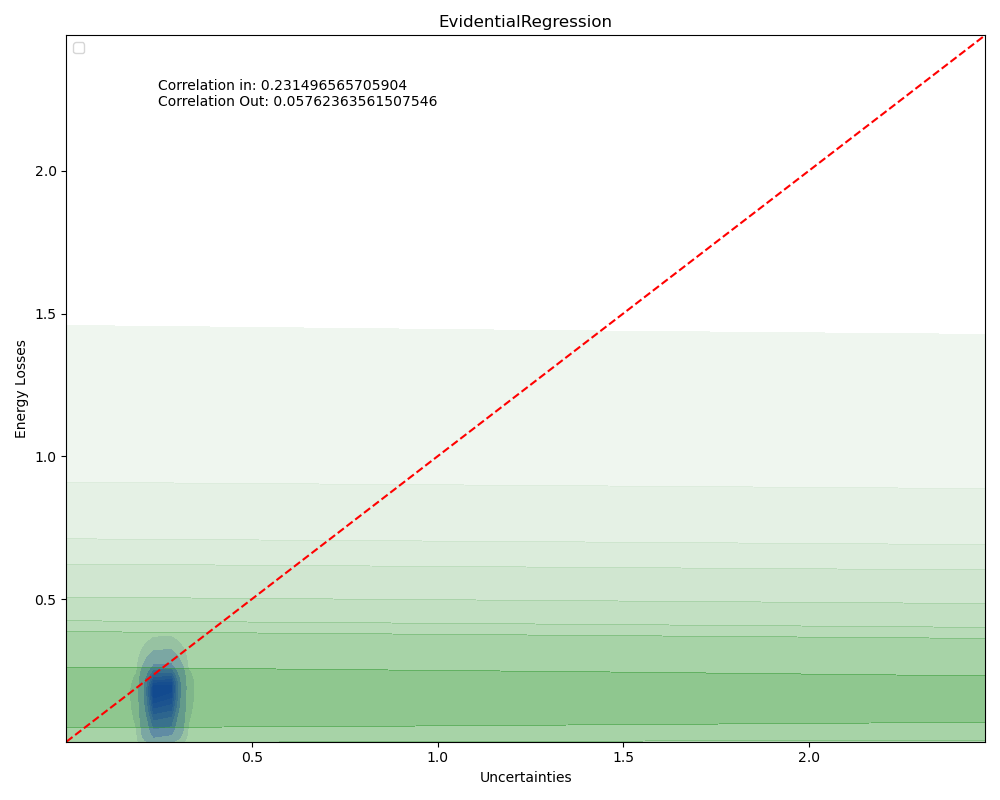 EvidentialRegression
Correlation in: 0.231496565705904
Correlation Out: 0.05762363561507546
2.0
1.5
1.0
0.5
Energy Losses
0.5 1.0 1.5 2.0
Uncertainties